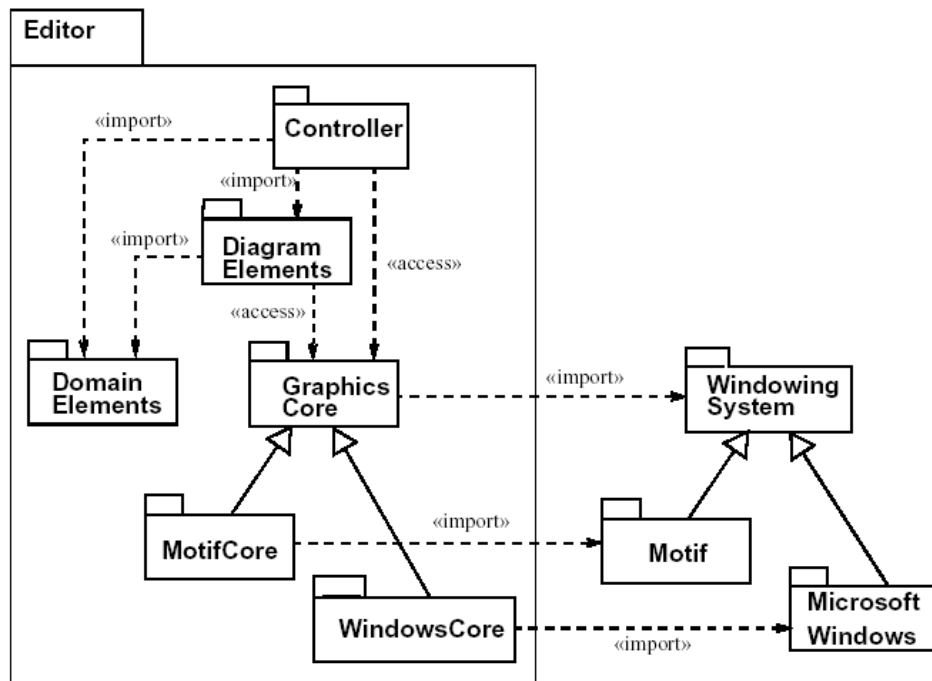 Editor
Controller
«import»
«import»
Diagram
Elements
«import»
«access»
«access»
Domain
Elements
Graphics
Core
«import»
Windowing
System
MotifCore
«import»
Motif
WindowsCore
«import»
Microsoft
Windows